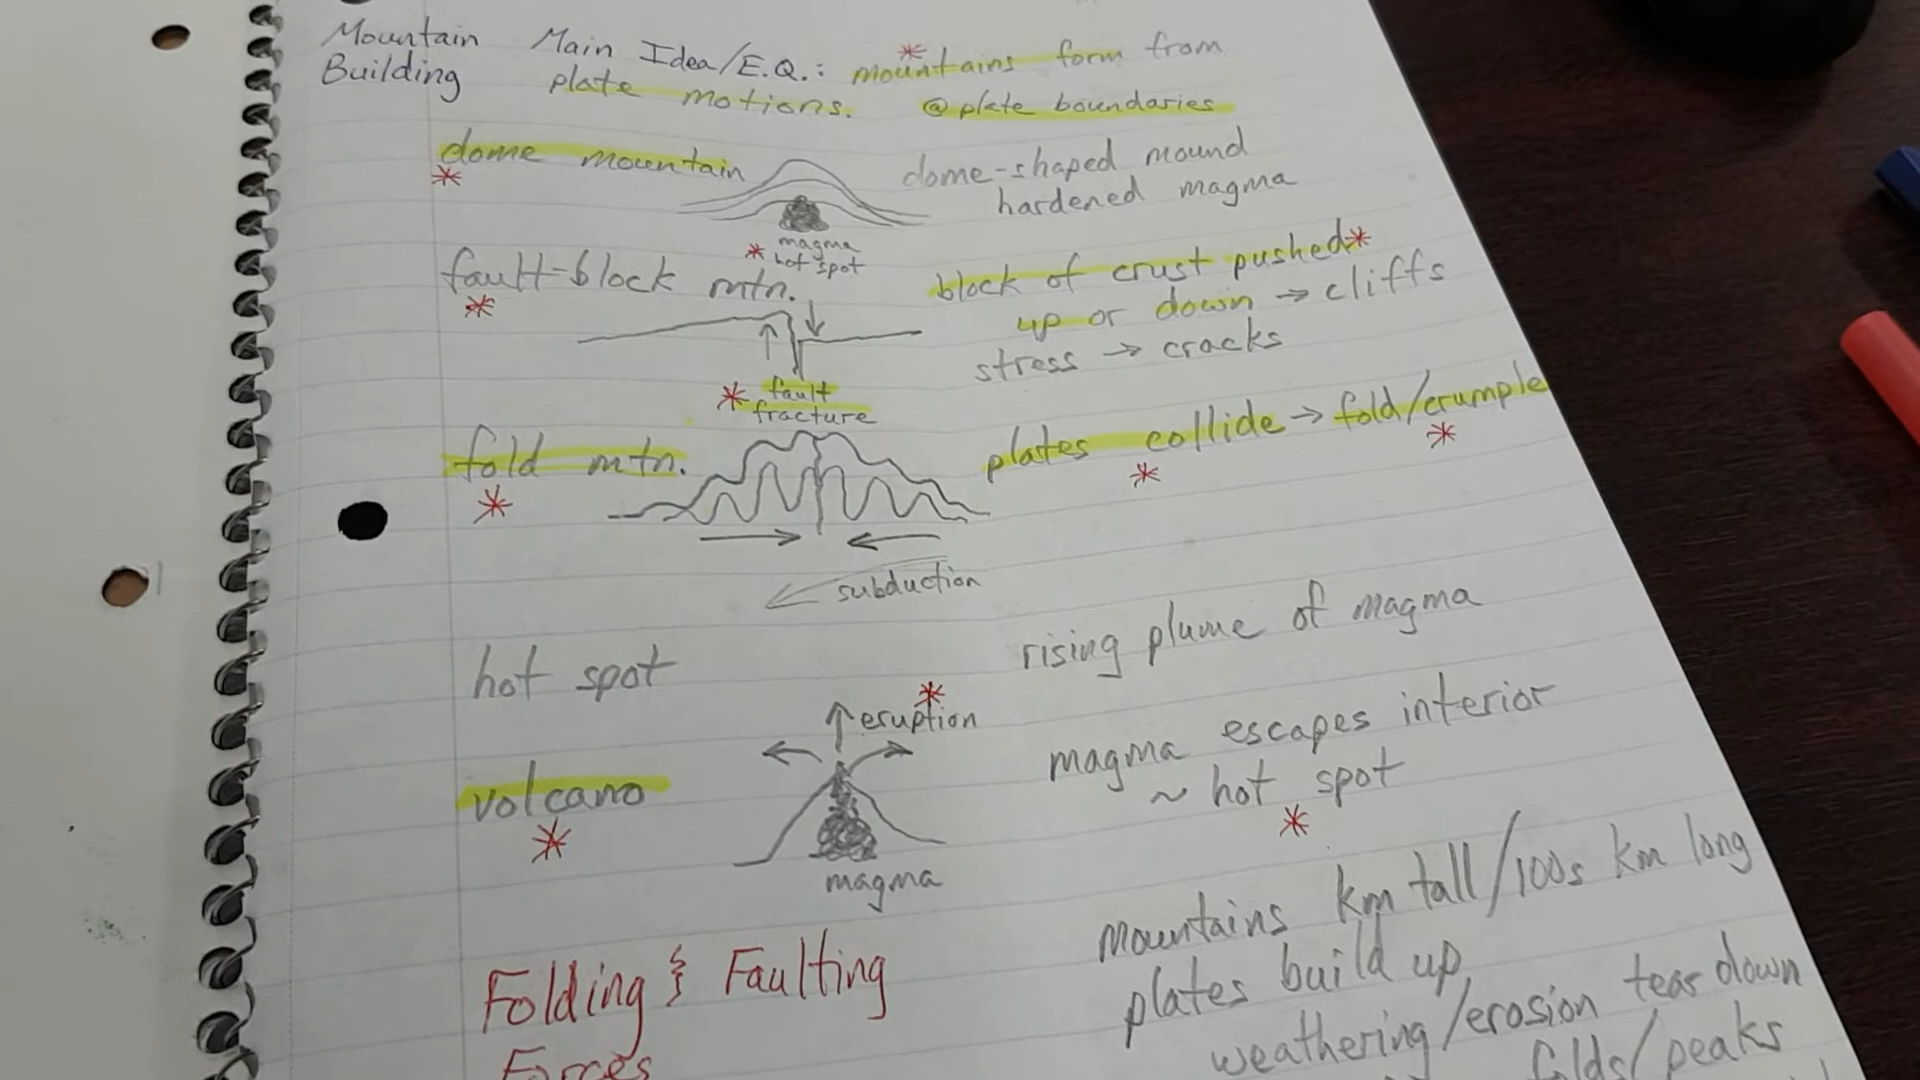 Mountain Main Idea/E.Q.: * mountains form from
Building plate motions. @ plate boundaries
dome mountain dome-shaped mound
* hardened magma
* magma
hot spot
fault-block mtn. block of crust pushed*
* up or down → cliffs
stress → cracks
* fault
fracture
fold mtn. plates collide → fold/crumple
* * *
subduction
hot spot rising plume of magma
*
eruption
magma escapes interior
volcano ~ hot spot
* *
magma
mountains km tall/100s km long
Folding & Faulting plates build up
weathering/erosion tear down
Forces folds/peaks